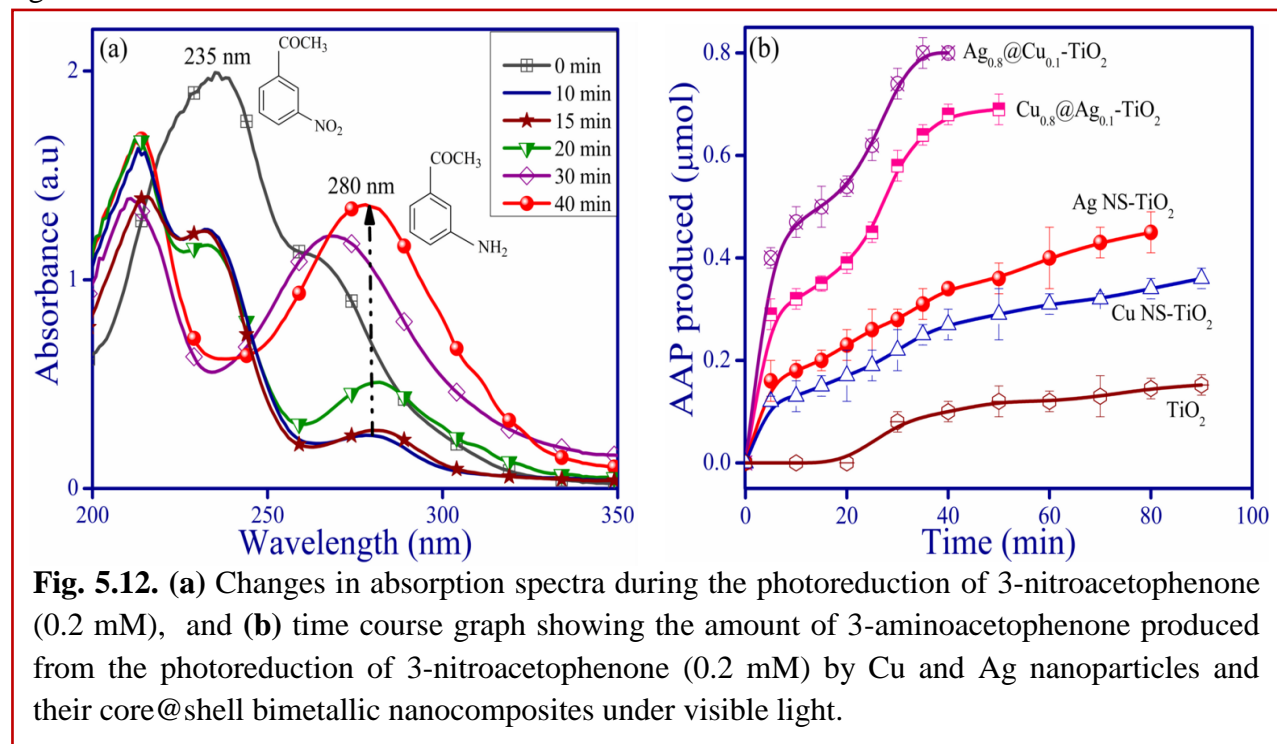 (a)
235 nm
COCH₃
NO₂
280 nm
COCH₃
NH₂
0 min
10 min
15 min
20 min
30 min
40 min
2
1
0
Absorbance (a.u)
200
250
300
350
Wavelength (nm)
(b)
Ag₀.₈@Cu₀.₁-TiO₂
Cu₀.₈@Ag₀.₁-TiO₂
Ag NS-TiO₂
Cu NS-TiO₂
TiO₂
0.8
0.6
0.4
0.2
0.0
AAP produced (μmol)
0
20
40
60
80
100
Time (min)
Fig. 5.12. (a) Changes in absorption spectra during the photoreduction of 3-nitroacetophenone
(0.2 mM), and (b) time course graph showing the amount of 3-aminoacetophenone produced
from the photoreduction of 3-nitroacetophenone (0.2 mM) by Cu and Ag nanoparticles and
their core@shell bimetallic nanocomposites under visible light.